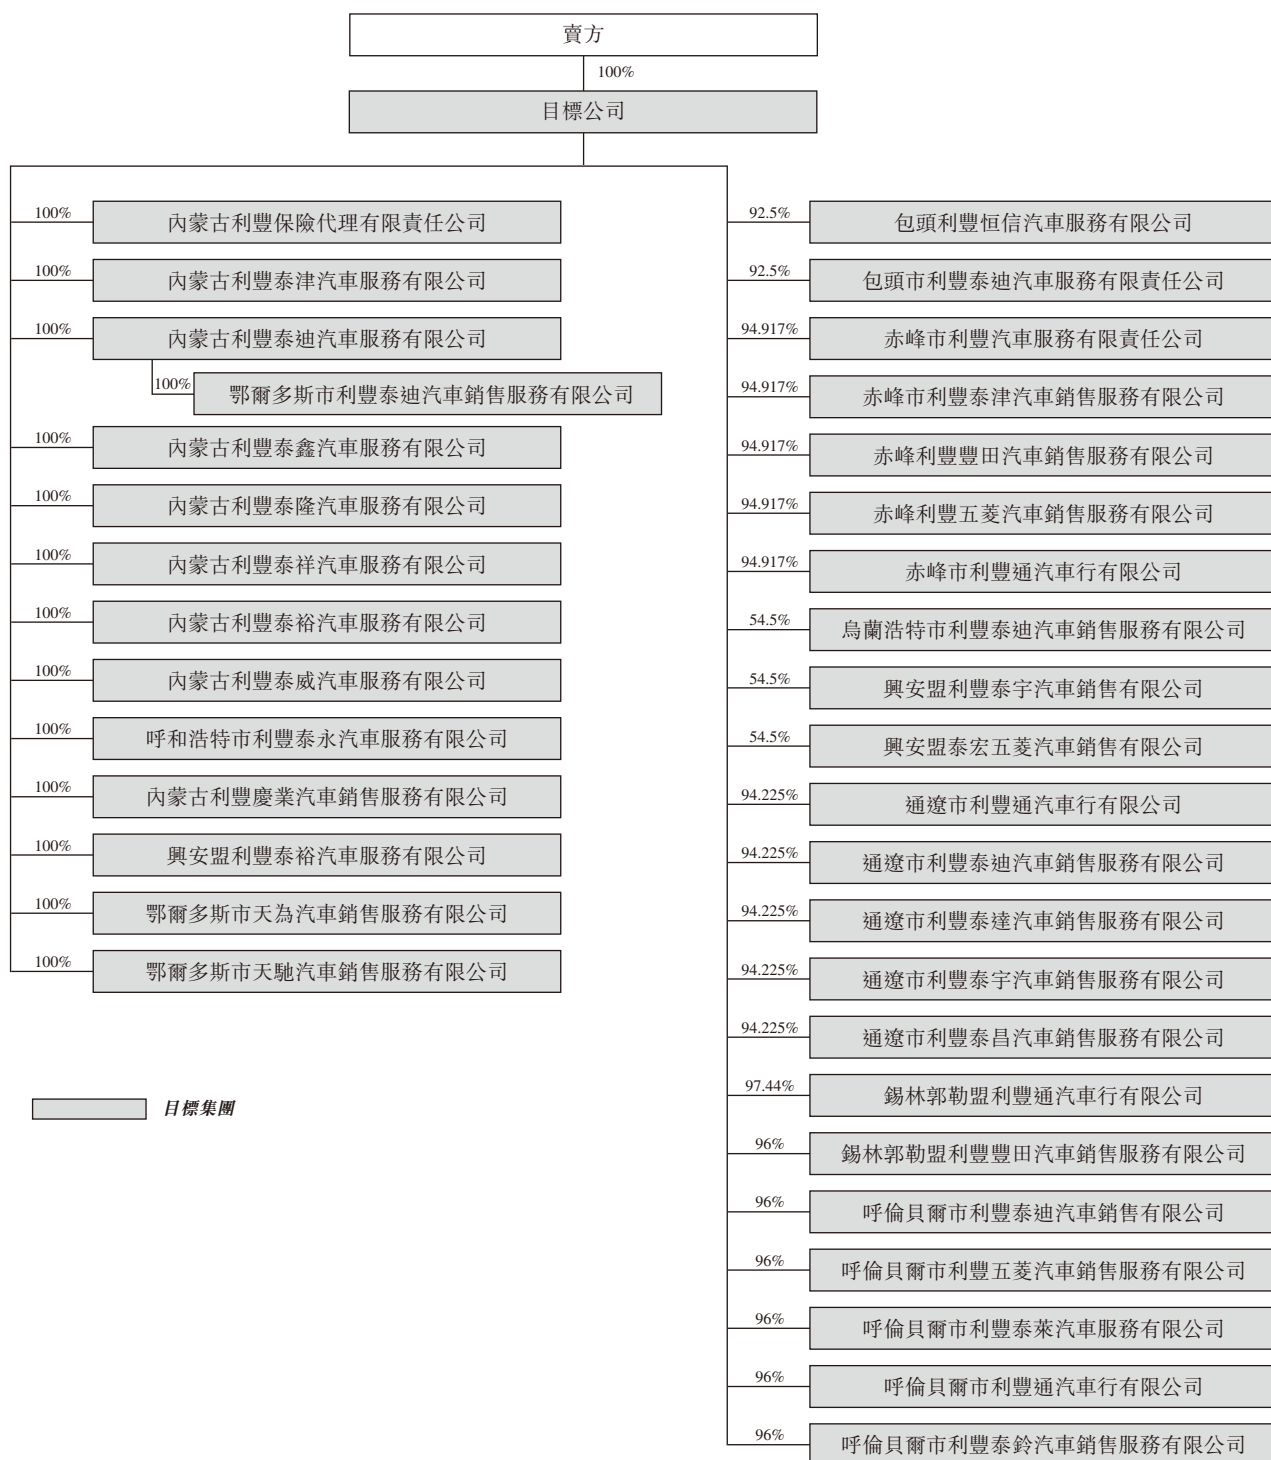 賣方
100%
目標公司
100%
內蒙古利豐保險代理有限責任公司
100%
內蒙古利豐泰津汽車服務有限公司
100%
內蒙古利豐泰迪汽車服務有限公司
100%
鄂爾多斯市利豐泰迪汽車銷售服務有限公司
100%
內蒙古利豐泰鑫汽車服務有限公司
100%
內蒙古利豐泰隆汽車服務有限公司
100%
內蒙古利豐泰祥汽車服務有限公司
100%
內蒙古利豐泰裕汽車服務有限公司
100%
內蒙古利豐泰威汽車服務有限公司
100%
呼和浩特市利豐泰永汽車服務有限公司
100%
內蒙古利豐慶業汽車銷售服務有限公司
100%
興安盟利豐泰裕汽車服務有限公司
100%
鄂爾多斯市天為汽車銷售服務有限公司
100%
鄂爾多斯市天馳汽車銷售服務有限公司
92.5%
包頭利豐恒信汽車服務有限公司
92.5%
包頭市利豐泰迪汽車服務有限責任公司
94.917%
赤峰市利豐汽車服務有限責任公司
94.917%
赤峰市利豐泰津汽車銷售服務有限公司
94.917%
赤峰利豐豐田汽車銷售服務有限公司
94.917%
赤峰利豐五菱汽車銷售服務有限公司
94.917%
赤峰市利豐通汽車行有限公司
54.5%
烏蘭浩特市利豐泰迪汽車銷售服務有限公司
54.5%
興安盟利豐泰宇汽車銷售有限公司
54.5%
興安盟泰宏五菱汽車銷售有限公司
94.225%
通遼市利豐通汽車行有限公司
94.225%
通遼市利豐泰迪汽車銷售服務有限公司
94.225%
通遼市利豐泰達汽車銷售服務有限公司
94.225%
通遼市利豐泰宇汽車銷售服務有限公司
94.225%
通遼市利豐泰昌汽車銷售服務有限公司
97.44%
錫林郭勒盟利豐通汽車行有限公司
96%
錫林郭勒盟利豐豐田汽車銷售服務有限公司
96%
呼倫貝爾市利豐泰迪汽車銷售有限公司
96%
呼倫貝爾市利豐五菱汽車銷售服務有限公司
96%
呼倫貝爾市利豐泰萊汽車服務有限公司
96%
呼倫貝爾市利豐通汽車行有限公司
96%
呼倫貝爾市利豐泰鈴汽車銷售服務有限公司
目標集團